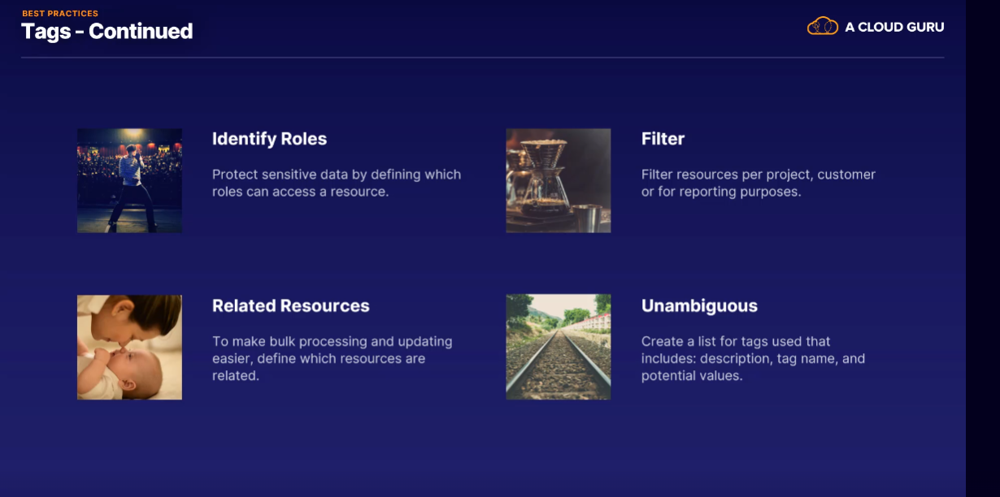 BEST PRACTICES
Tags - Continued
A CLOUD GURU
Identify Roles
Protect sensitive data by defining which
roles can access a resource.
Filter
Filter resources per project, customer
or for reporting purposes.
Related Resources
To make bulk processing and updating
easier, define which resources are
related.
Unambiguous
Create a list for tags used that
includes: description, tag name, and
potential values.